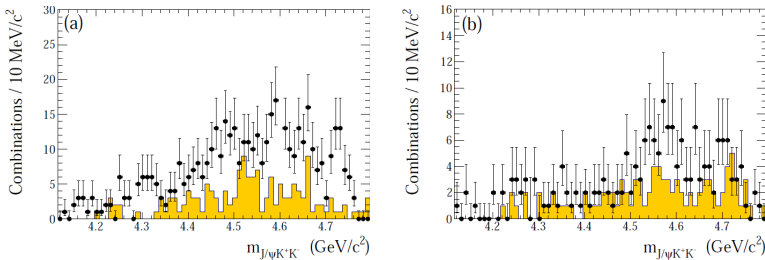 (a)
Combinations / 10 MeV/c²
30
25
20
15
10
5
0
4.2 4.3 4.4 4.5 4.6 4.7
m_{J/ψK⁺K⁻} (GeV/c²)
(b)
Combinations / 10 MeV/c²
16
14
12
10
8
6
4
2
0
4.2 4.3 4.4 4.5 4.6 4.7
m_{J/ψK⁺K⁻} (GeV/c²)